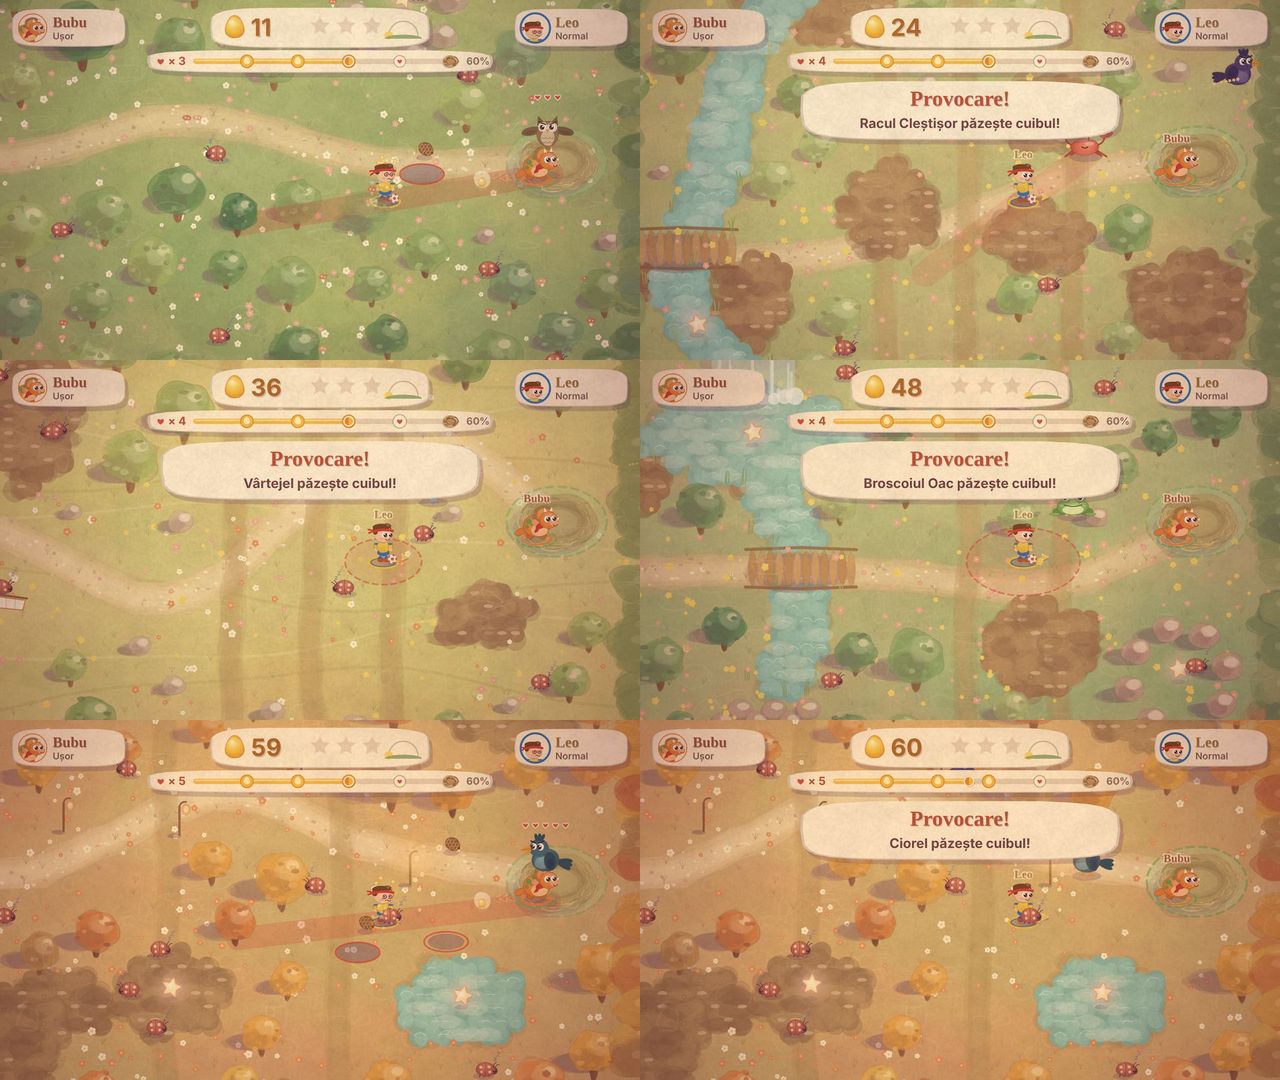 Bubu
Ușor
11
Leo
Normal
× 3
60%
Bubu
Ușor
24
Leo
Normal
× 4
60%
Provocare!
Racul Cleștișor păzește cuibul!
Leo
Bubu
Bubu
Ușor
36
Leo
Normal
× 4
60%
Provocare!
Vârtejel păzește cuibul!
Leo
Bubu
Bubu
Ușor
48
Leo
Normal
× 4
60%
Provocare!
Broscoiul Oac păzește cuibul!
Leo
Bubu
Bubu
Ușor
59
Leo
Normal
× 5
60%
Bubu
Ușor
60
Leo
Normal
× 5
60%
Provocare!
Ciorel păzește cuibul!
Leo
Bubu